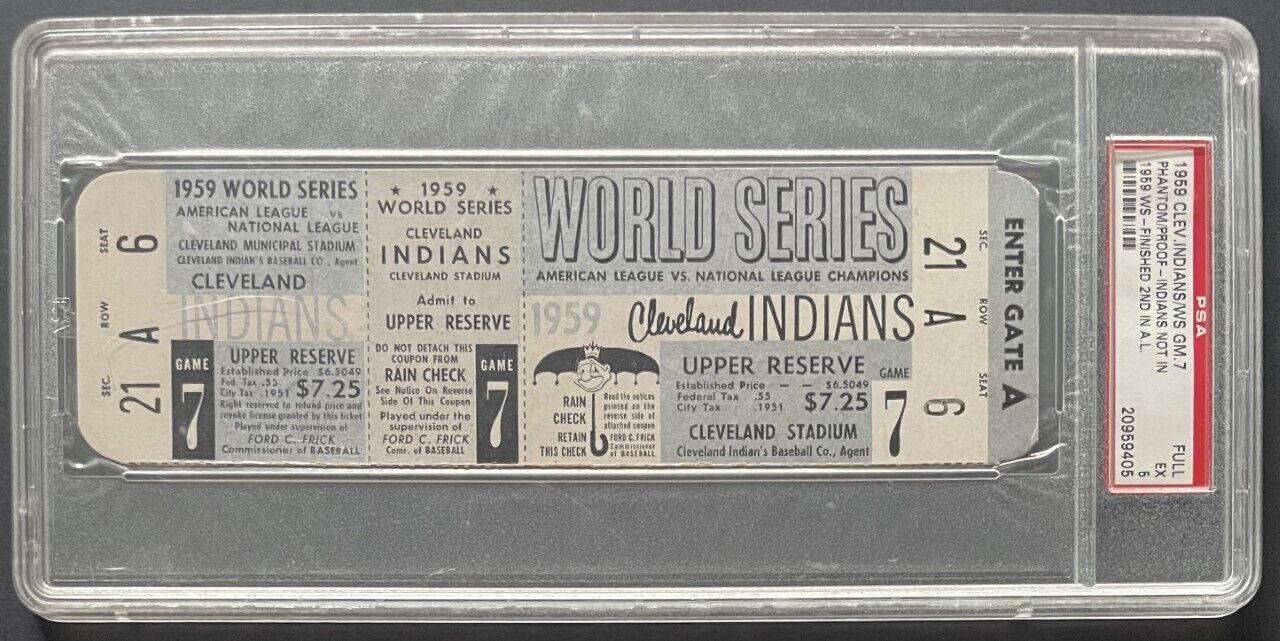 SEAT 6
ROW A
SEC. 21
1959 WORLD SERIES
AMERICAN LEAGUE vs
NATIONAL LEAGUE
CLEVELAND MUNICIPAL STADIUM
CLEVELAND INDIAN'S BASEBALL CO., Agent
CLEVELAND
INDIANS
GAME
7
UPPER RESERVE
Established Price $6.5049
Fed. Tax .55
City Tax .1951 $7.25
Right reserved to refund price and
revoke license granted by this ticket
Played under supervision of
FORD C. FRICK
Commissioner of BASEBALL
★ 1959 ★
WORLD SERIES
CLEVELAND
INDIANS
CLEVELAND STADIUM
Admit to
UPPER RESERVE
DO NOT DETACH THIS
COUPON FROM
RAIN CHECK
See Notice On Reverse
Side Of This Coupon
Played under the
supervision of
FORD C. FRICK
Comr. of BASEBALL
GAME
7
WORLD SERIES
AMERICAN LEAGUE VS. NATIONAL LEAGUE CHAMPIONS
1959 Cleveland INDIANS
RAIN
CHECK
RETAIN
THIS CHECK
Read the notices
printed on the
reverse side of
attached coupon
FORD C. FRICK
Commissioner
of BASEBALL
UPPER RESERVE
Established Price — — $6.5049
Federal Tax .55
City Tax .1951 $7.25
CLEVELAND STADIUM
Cleveland Indian's Baseball Co., Agent
GAME
7
21 SEC.
A ROW
6 SEAT
ENTER GATE A
PSA
1959 CLEV.INDIANS/WS GM.7 FULL
PHANTOM/PROOF-INDIANS NOT IN EX 5
1959 WS-FINISHED 2ND IN A.L.
20959405